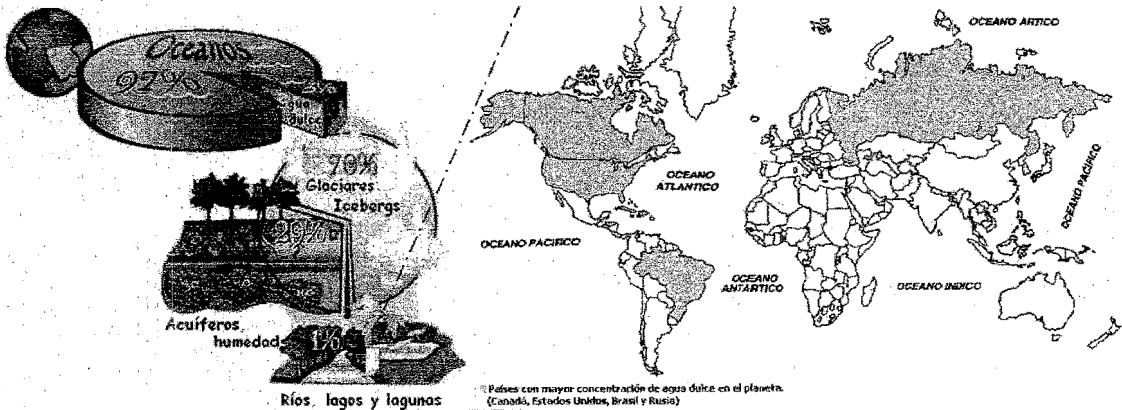 Oceanos
97%
3%
agua
dulce
70%
Glaciares
Icebergs
29%
Acuíferos,
humedad
1%
Ríos, lagos y lagunas
OCEANO ARTICO
OCEANO
ATLANTICO
OCEANO PACIFICO
OCEANO PACIFICO
OCEANO
ANTARTICO
OCEANO INDICO
Países con mayor concentración de agua dulce en el planeta.
(Canadá, Estados Unidos, Brasil y Rusia)